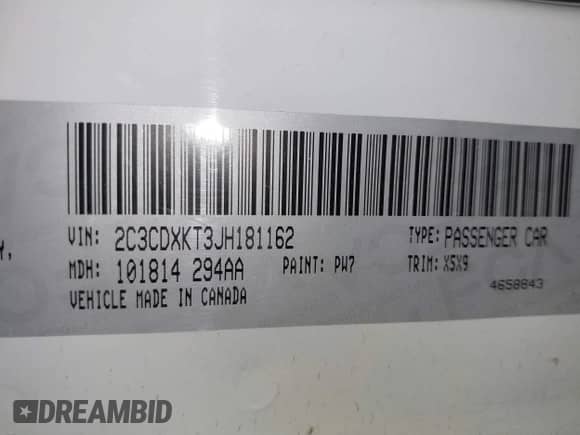 Y,
VIN: 2C3CDXKT3JH181162 TYPE: PASSENGER CAR
MDH: 101814 294AA PAINT: PW7 TRIM: X5X9
VEHICLE MADE IN CANADA
4658843
DREAMBID